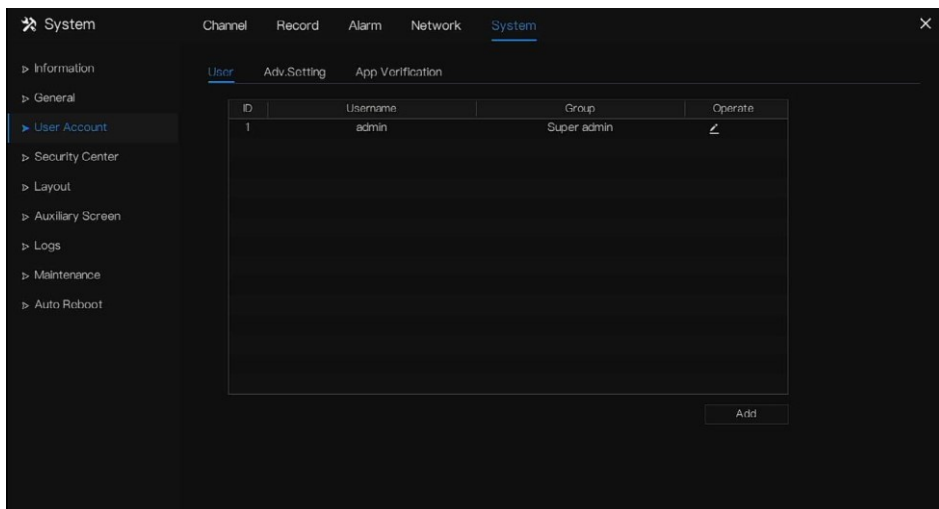 System
Channel Record Alarm Network System
Information
General
User Account
Security Center
Layout
Auxiliary Screen
Logs
Maintenance
Auto Reboot
User Adv.Setting App Verification
ID Username Group Operate
1 admin Super admin
Add